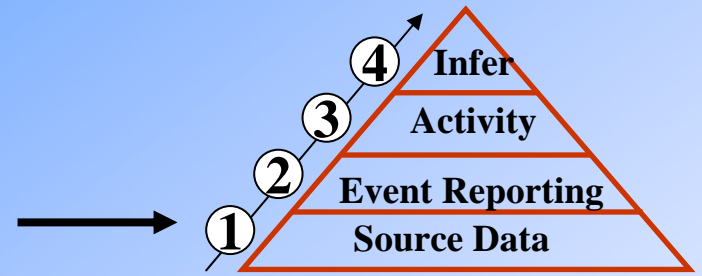 4 Infer
3 Activity
2 Event Reporting
1 Source Data